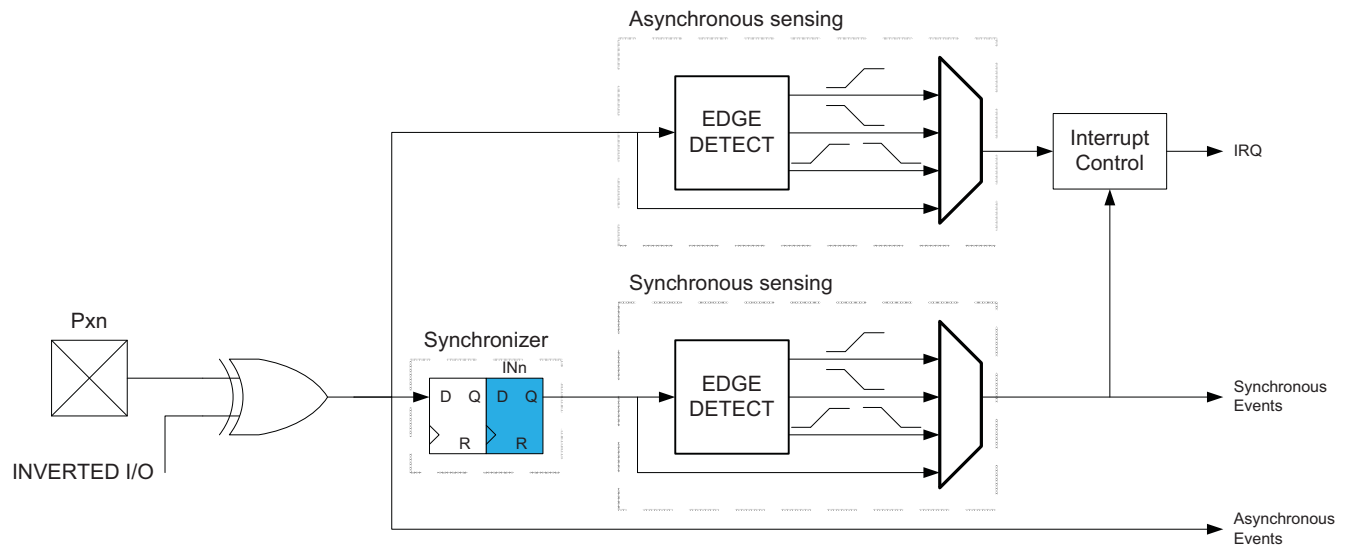 Asynchronous sensing
EDGE
DETECT
Interrupt
Control
IRQ
Synchronous sensing
Pxn
Synchronizer
INn
D Q D Q
R R
EDGE
DETECT
Synchronous
Events
INVERTED I/O
Asynchronous
Events